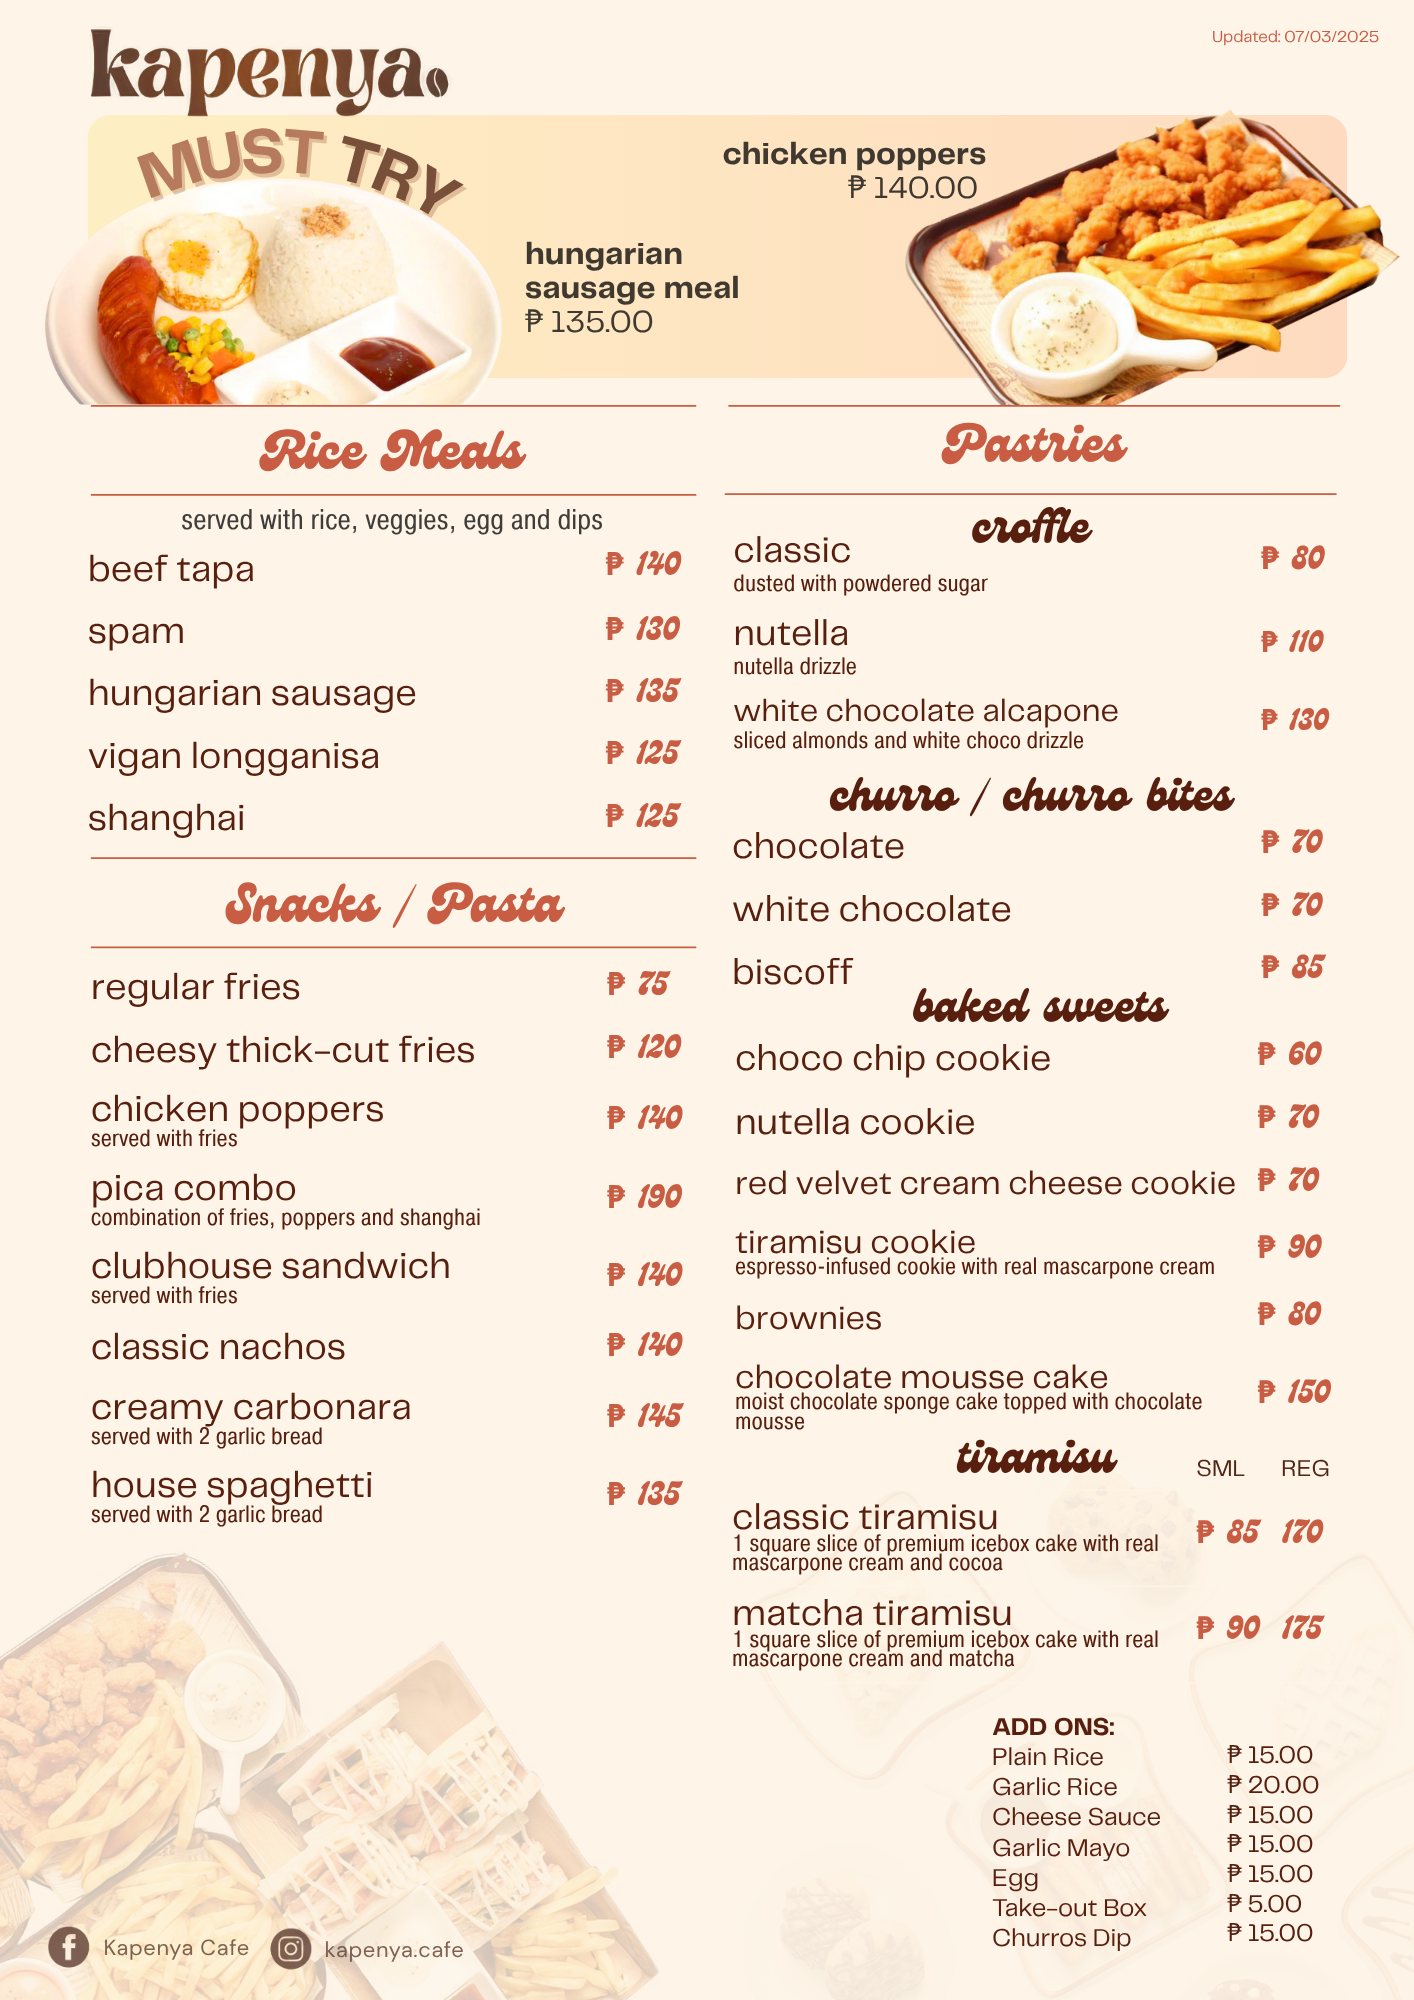 kapenya
Updated: 07/03/2025
MUST TRY
chicken poppers
₱ 140.00
hungarian
sausage meal
₱ 135.00
Rice Meals
served with rice, veggies, egg and dips
beef tapa ₱ 140
spam ₱ 130
hungarian sausage ₱ 135
vigan longganisa ₱ 125
shanghai ₱ 125
Snacks / Pasta
regular fries ₱ 75
cheesy thick-cut fries ₱ 120
chicken poppers ₱ 140
served with fries
pica combo ₱ 190
combination of fries, poppers and shanghai
clubhouse sandwich ₱ 140
served with fries
classic nachos ₱ 140
creamy carbonara ₱ 145
served with 2 garlic bread
house spaghetti ₱ 135
served with 2 garlic bread
Pastries
croffle
classic ₱ 80
dusted with powdered sugar
nutella ₱ 110
nutella drizzle
white chocolate alcapone ₱ 130
sliced almonds and white choco drizzle
churro / churro bites
chocolate ₱ 70
white chocolate ₱ 70
biscoff ₱ 85
baked sweets
choco chip cookie ₱ 60
nutella cookie ₱ 70
red velvet cream cheese cookie ₱ 70
tiramisu cookie ₱ 90
espresso-infused cookie with real mascarpone cream
brownies ₱ 80
chocolate mousse cake ₱ 150
moist chocolate sponge cake topped with chocolate
mousse
tiramisu SML REG
classic tiramisu ₱ 85 170
1 square slice of premium icebox cake with real
mascarpone cream and cocoa
matcha tiramisu ₱ 90 175
1 square slice of premium icebox cake with real
mascarpone cream and matcha
ADD ONS:
Plain Rice ₱ 15.00
Garlic Rice ₱ 20.00
Cheese Sauce ₱ 15.00
Garlic Mayo ₱ 15.00
Egg ₱ 15.00
Take-out Box ₱ 5.00
Churros Dip ₱ 15.00
Kapenya Cafe kapenya.cafe